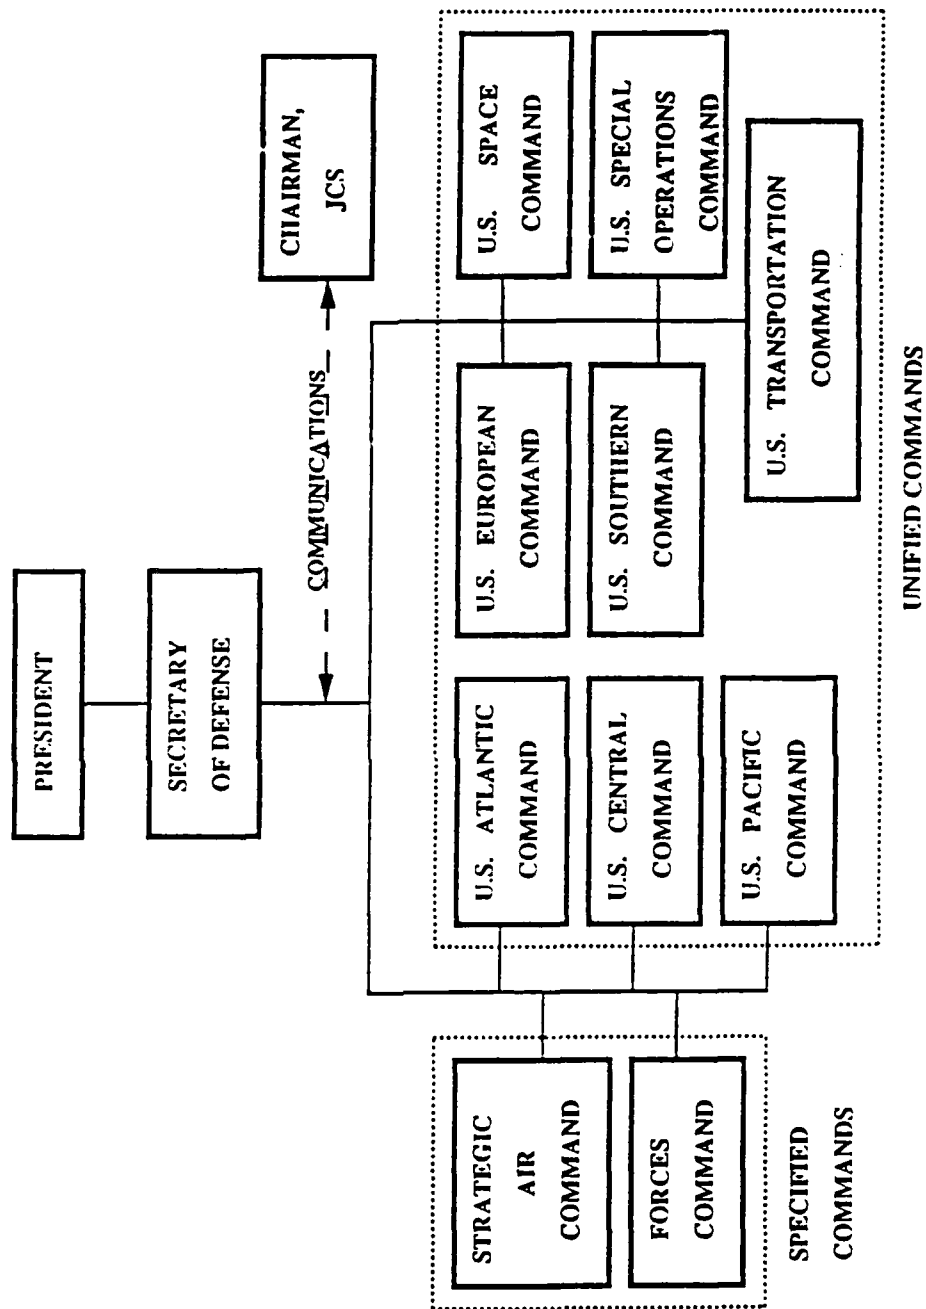 PRESIDENT
SECRETARY
OF DEFENSE
COMMUNICATIONS
CHAIRMAN,
JCS
STRATEGIC
AIR
COMMAND
FORCES
COMMAND
SPECIFIED
COMMANDS
U.S. ATLANTIC
COMMAND
U.S. CENTRAL
COMMAND
U.S. PACIFIC
COMMAND
U.S. EUROPEAN
COMMAND
U.S. SOUTHERN
COMMAND
U.S. SPACE
COMMAND
U.S. SPECIAL
OPERATIONS
COMMAND
U.S. TRANSPORTATION
COMMAND
UNIFIED COMMANDS